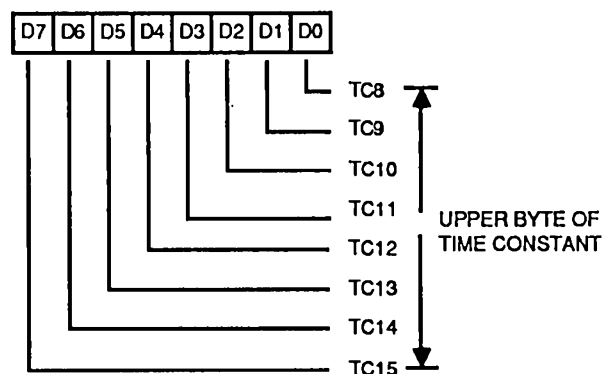 D7 D6 D5 D4 D3 D2 D1 D0
TC8
TC9
TC10
TC11
UPPER BYTE OF
TIME CONSTANT
TC12
TC13
TC14
TC15